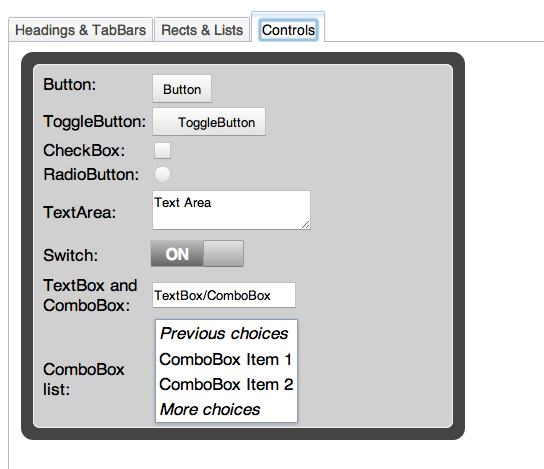 Headings & TabBars Rects & Lists Controls
Button: Button
ToggleButton: ToggleButton
CheckBox:
RadioButton:
TextArea: Text Area
Switch: ON
TextBox and
ComboBox: TextBox/ComboBox
ComboBox
list:
Previous choices
ComboBox Item 1
ComboBox Item 2
More choices